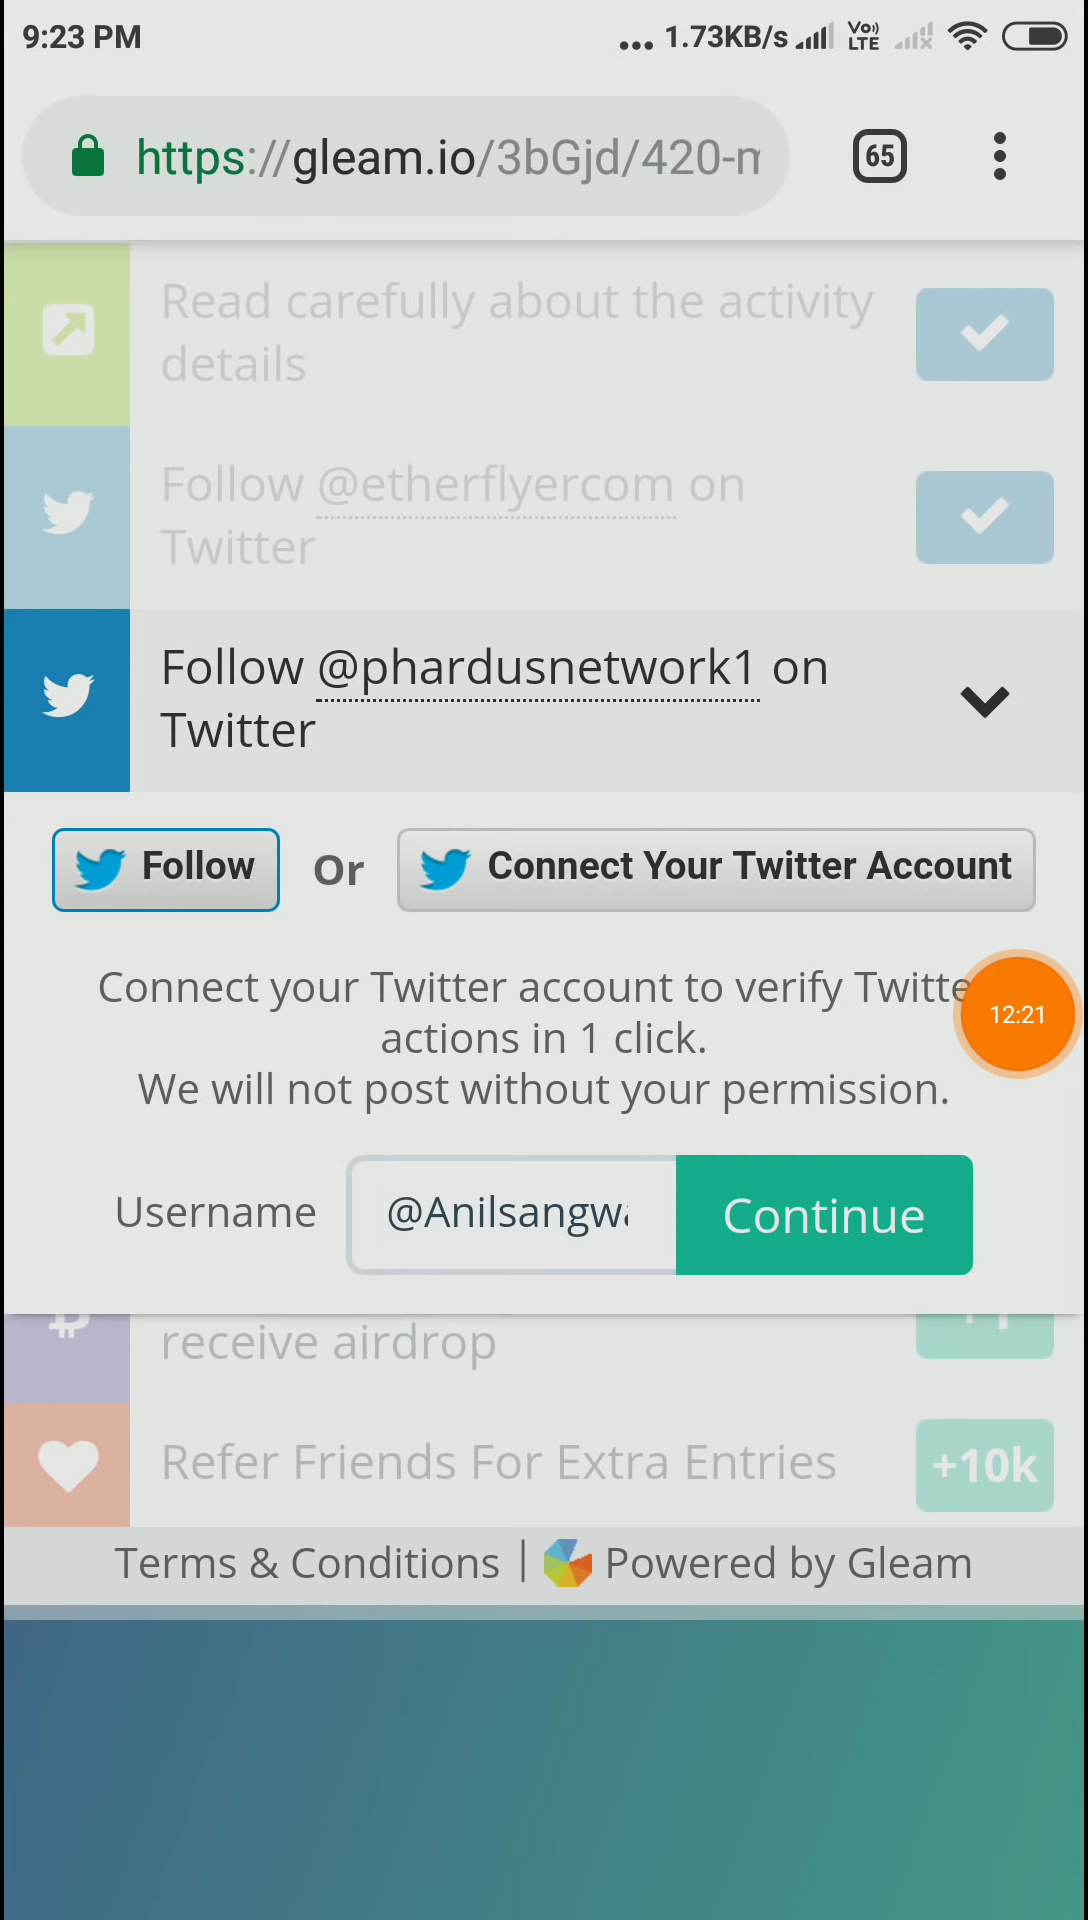 9:23 PM
... 1.73KB/s Vo)) LTE
https://gleam.io/3bGjd/420-m
65
Read carefully about the activity
details
Follow @etherflyercom on
Twitter
Follow @phardusnetwork1 on
Twitter
Follow Or Connect Your Twitter Account
Connect your Twitter account to verify Twitte
12:21
actions in 1 click.
We will not post without your permission.
Username @Anilsangwa Continue
receive airdrop
Refer Friends For Extra Entries +10k
Terms & Conditions | Powered by Gleam